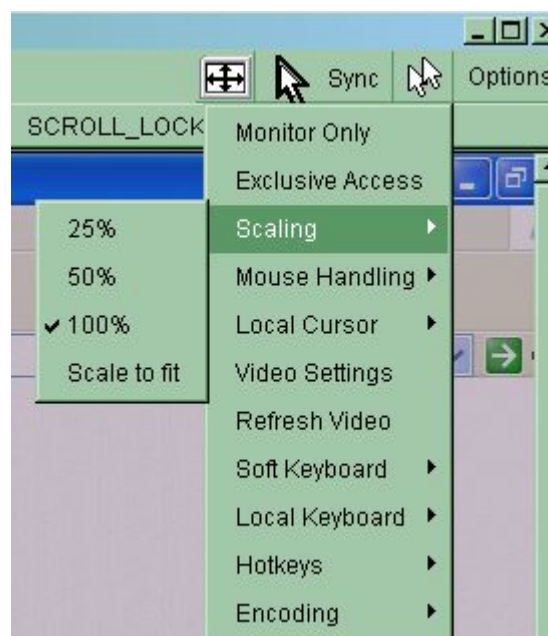 Sync
Options
SCROLL_LOCK
Monitor Only
Exclusive Access
Scaling
Mouse Handling
Local Cursor
Video Settings
Refresh Video
Soft Keyboard
Local Keyboard
Hotkeys
Encoding
25%
50%
100%
Scale to fit